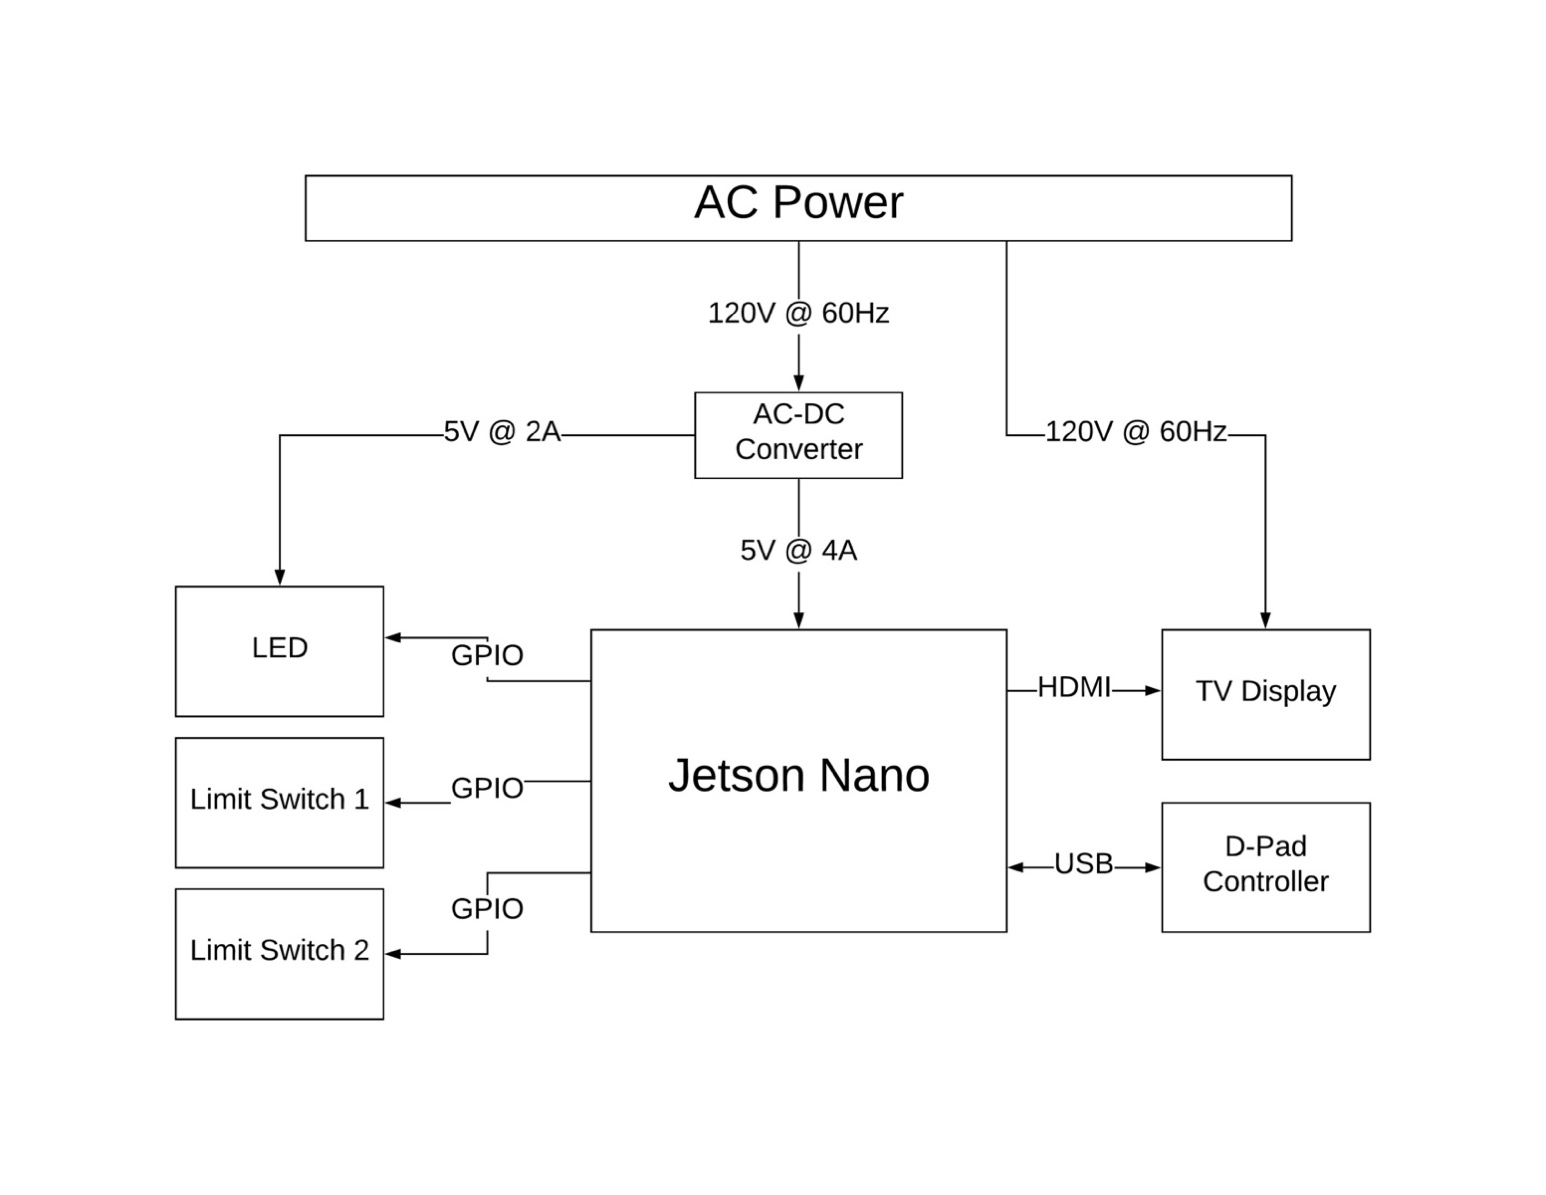 AC Power
120V @ 60Hz
AC-DC
Converter
5V @ 2A
120V @ 60Hz
5V @ 4A
LED
GPIO
HDMI
TV Display
Jetson Nano
Limit Switch 1
GPIO
USB
D-Pad
Controller
GPIO
Limit Switch 2